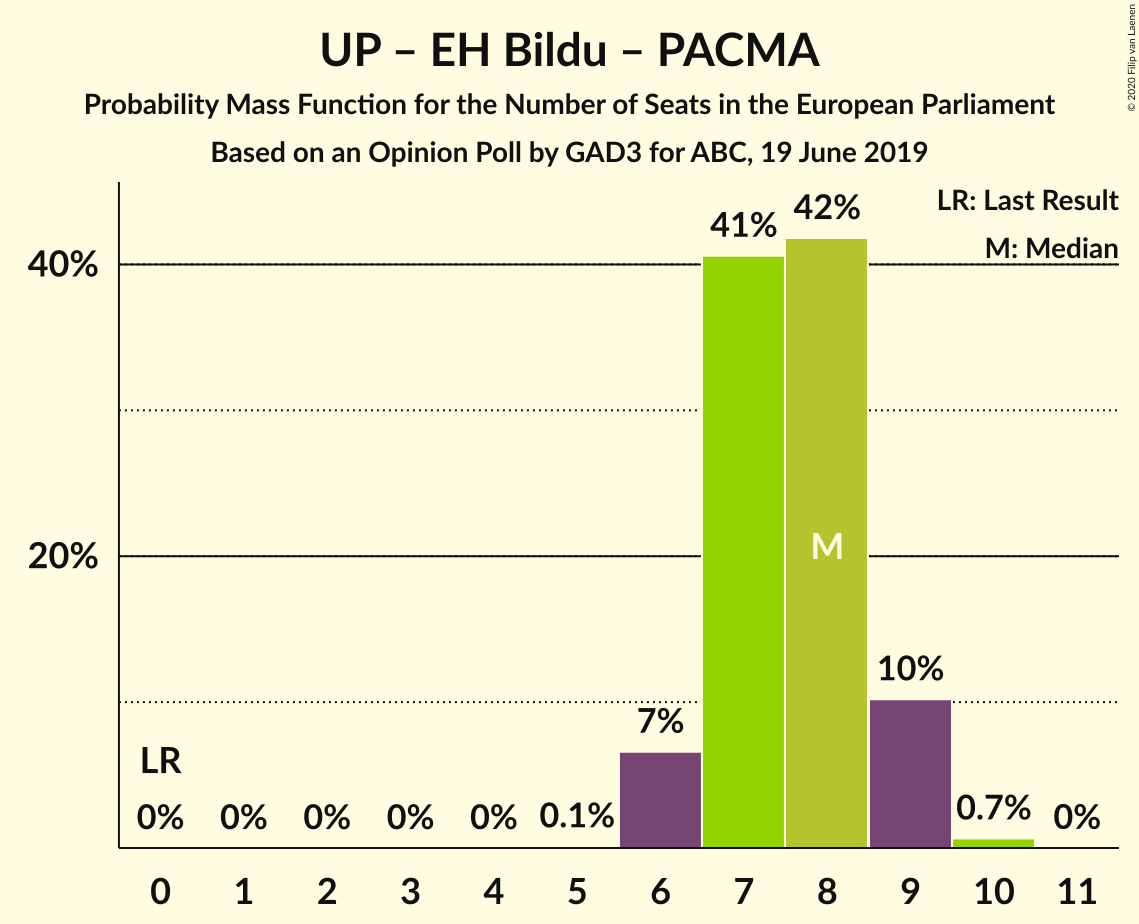 UP – EH Bildu – PACMA
Probability Mass Function for the Number of Seats in the European Parliament
Based on an Opinion Poll by GAD3 for ABC, 19 June 2019
© 2020 Filip van Laenen
LR: Last Result
M: Median
40%
20%
LR
0%
0%
0%
0%
0%
0.1%
7%
41%
42%
M
10%
0.7%
0%
0 1 2 3 4 5 6 7 8 9 10 11